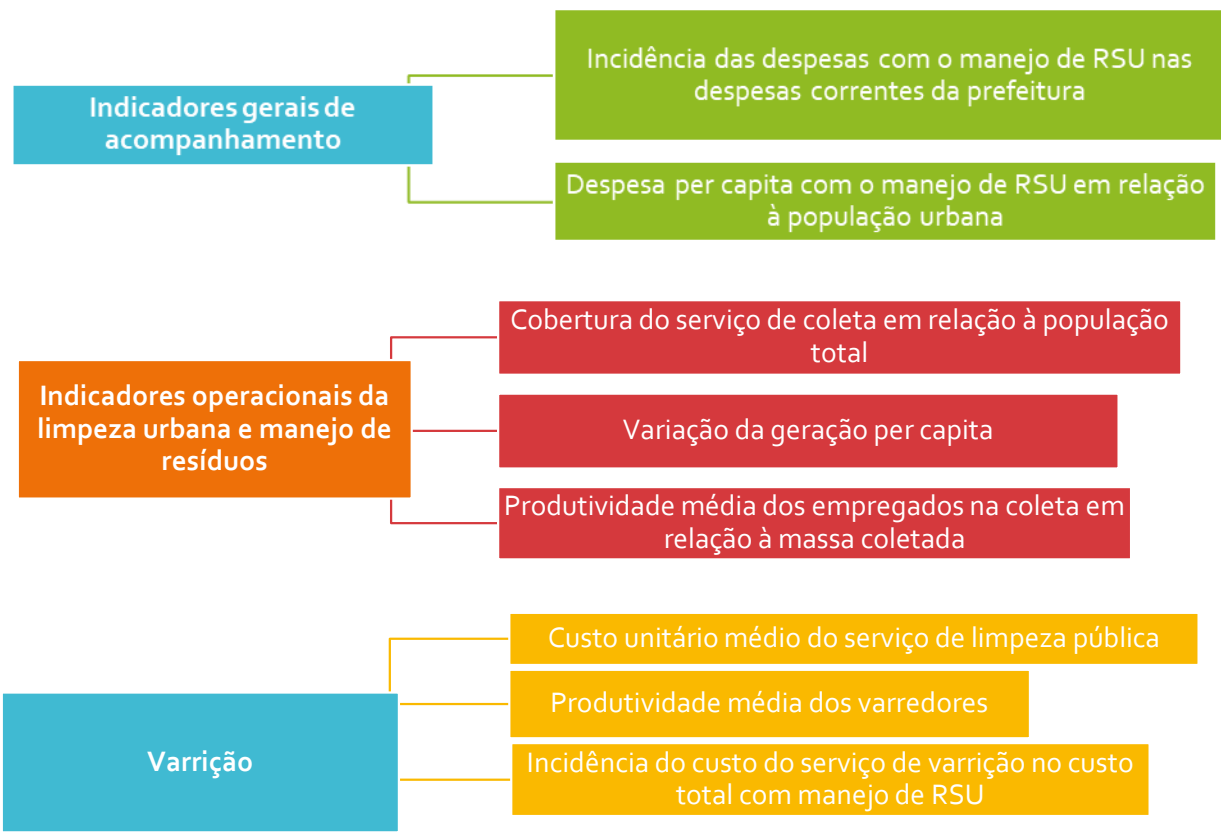 Indicadores gerais de
acompanhamento
Incidência das despesas com o manejo de RSU nas
despesas correntes da prefeitura
Despesa per capita com o manejo de RSU em relação
à população urbana
Indicadores operacionais da
limpeza urbana e manejo de
resíduos
Cobertura do serviço de coleta em relação à população
total
Variação da geração per capita
Produtividade média dos empregados na coleta em
relação à massa coletada
Varrição
Custo unitário médio do serviço de limpeza pública
Produtividade média dos varredores
Incidência do custo do serviço de varrição no custo
total com manejo de RSU